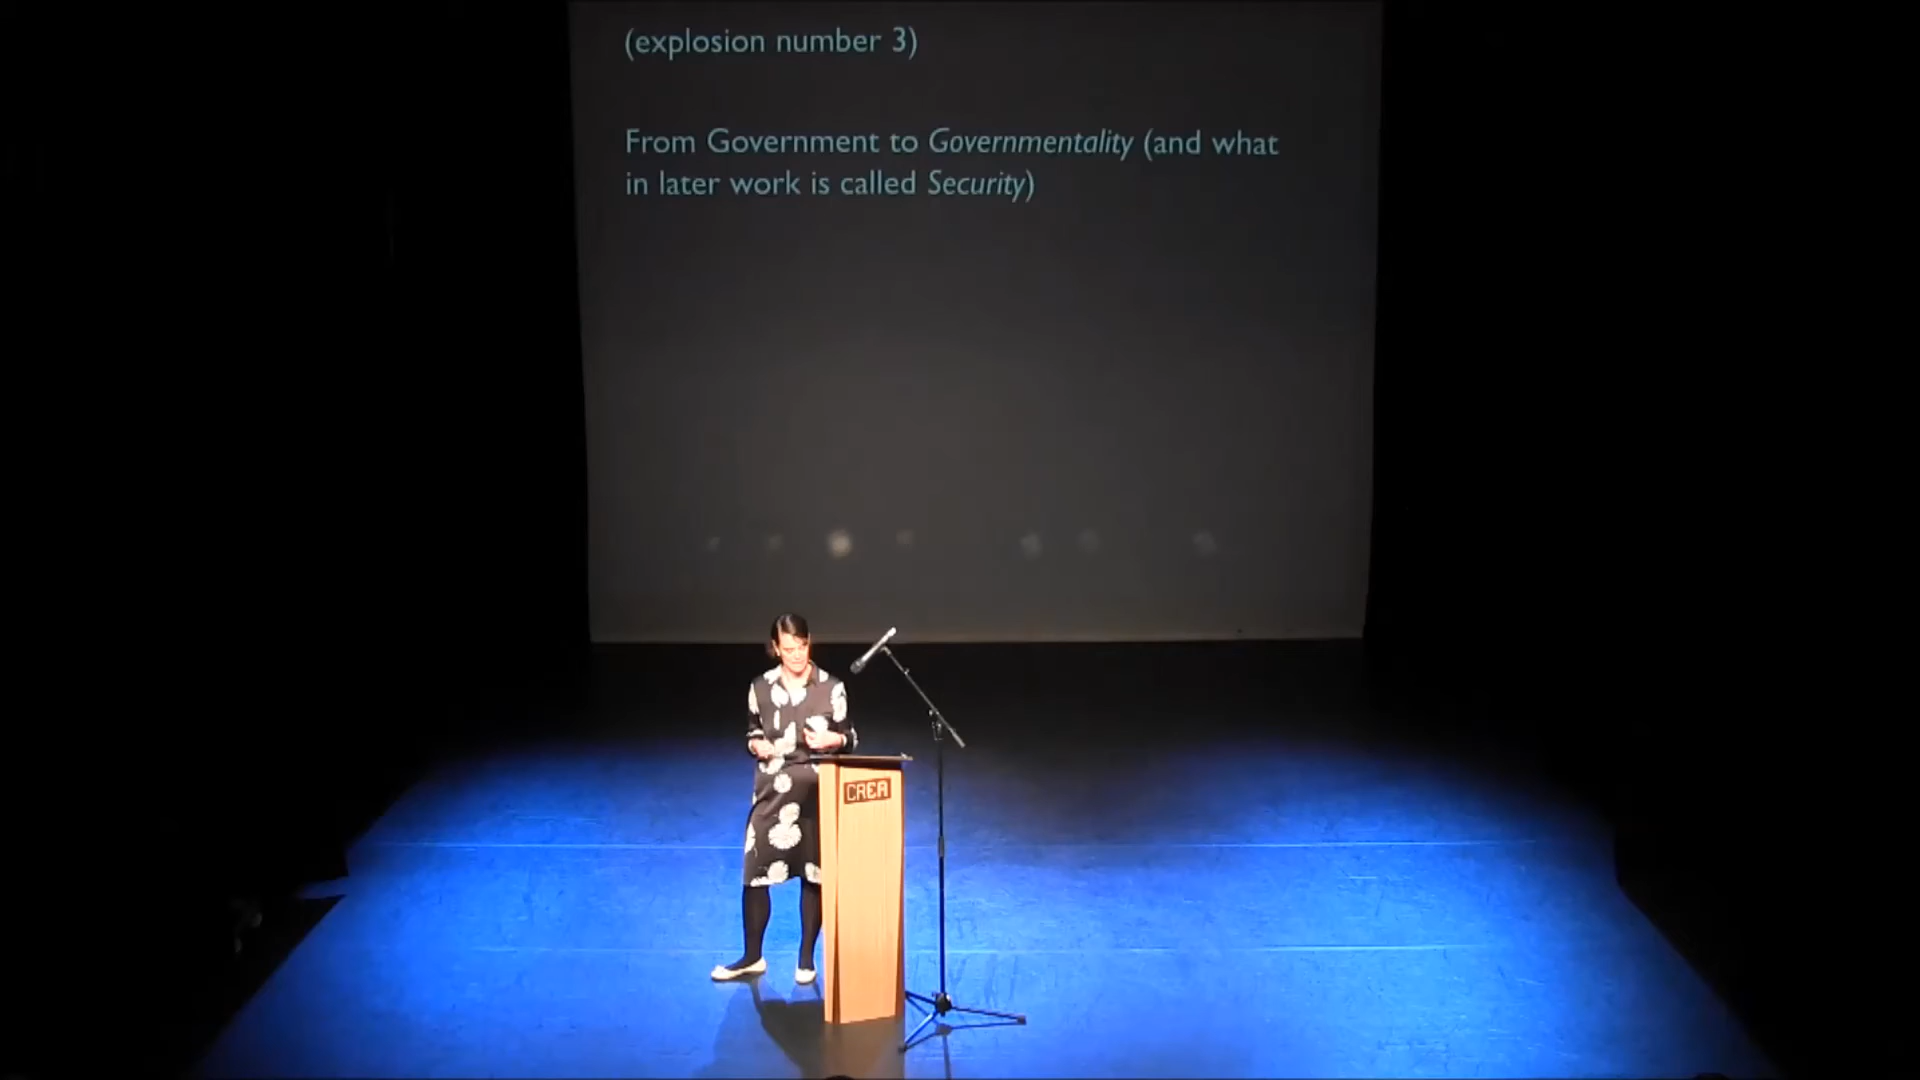 (explosion number 3)
From Government to Governmentality (and what
in later work is called Security)
CREA